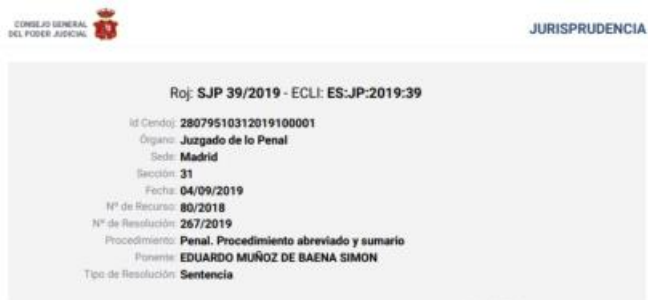 CONSEJO GENERAL
DEL PODER JUDICIAL
JURISPRUDENCIA
Roj: SJP 39/2019 - ECLI: ES:JP:2019:39
Id Cendoj: 28079510312019100001
Órgano: Juzgado de lo Penal
Sede: Madrid
Sección: 31
Fecha: 04/09/2019
Nº de Recurso: 80/2018
Nº de Resolución: 267/2019
Procedimiento: Penal. Procedimiento abreviado y sumario
Ponente: EDUARDO MUÑOZ DE BAENA SIMON
Tipo de Resolución: Sentencia